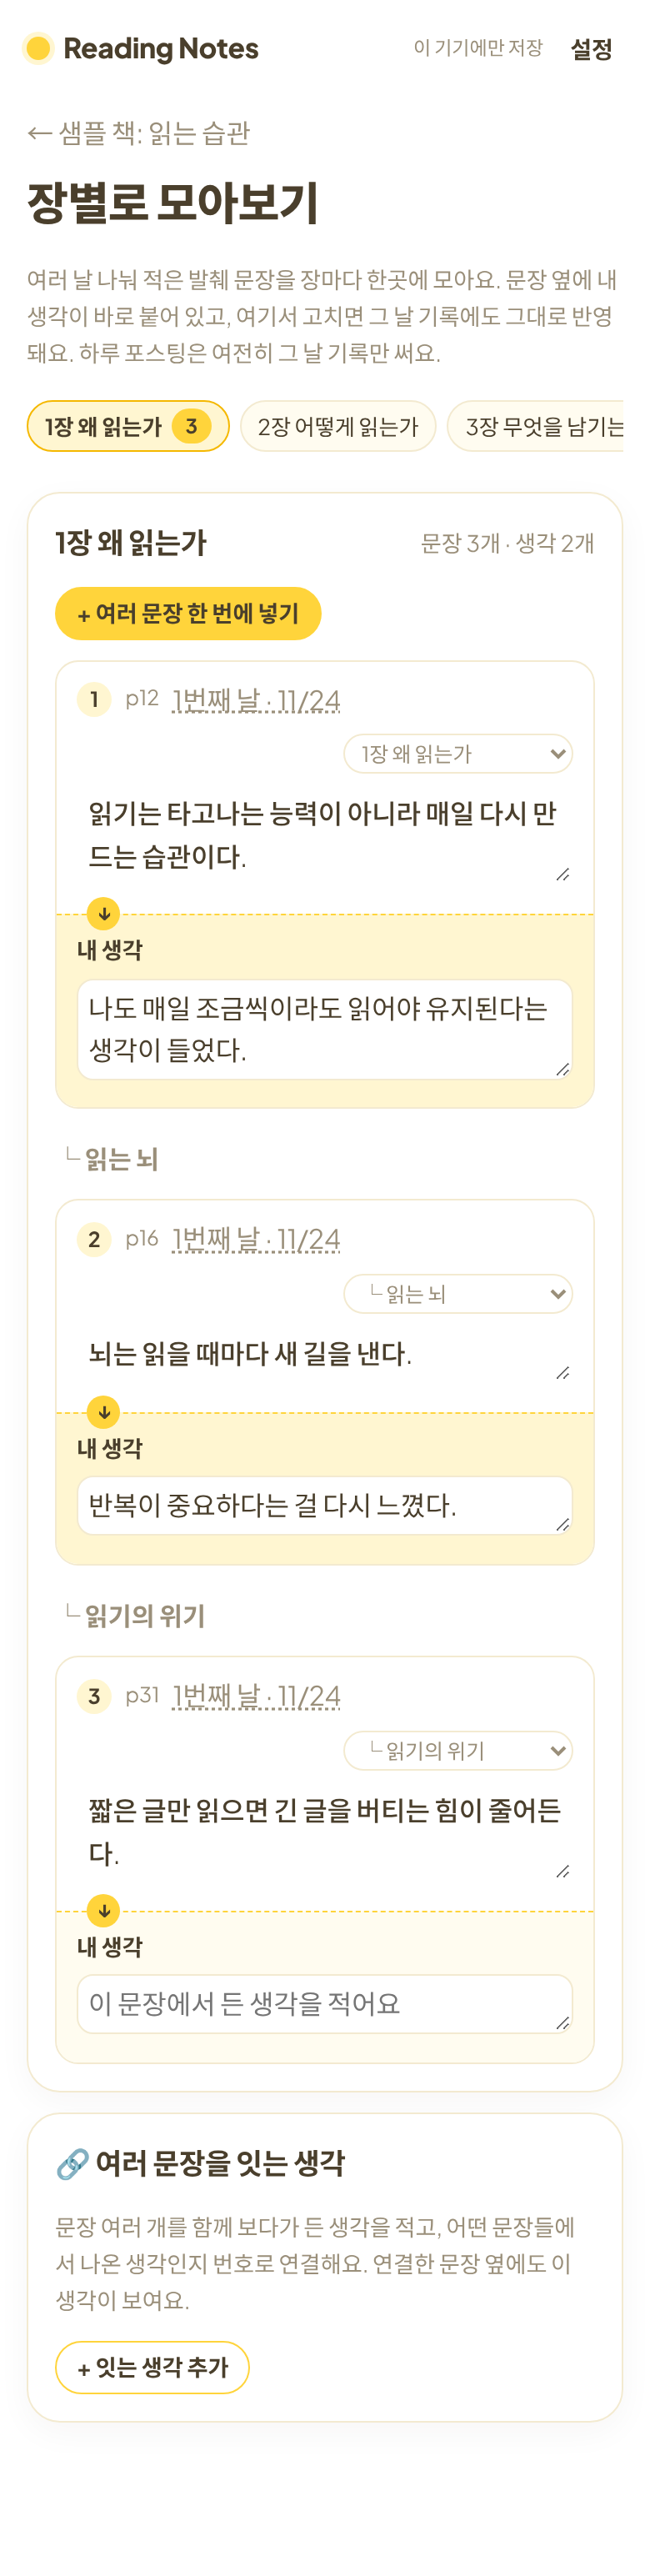 Reading Notes
이 기기에만 저장
설정
← 샘플 책: 읽는 습관
장별로 모아보기
여러 날 나눠 적은 발췌 문장을 장마다 한곳에 모아요. 문장 옆에 내
생각이 바로 붙어 있고, 여기서 고치면 그 날 기록에도 그대로 반영
돼요. 하루 포스팅은 여전히 그 날 기록만 써요.
1장 왜 읽는가 3
2장 어떻게 읽는가
3장 무엇을 남기는
1장 왜 읽는가
문장 3개 · 생각 2개
+ 여러 문장 한 번에 넣기
1 p12 1번째 날 · 11/24
1장 왜 읽는가
읽기는 타고나는 능력이 아니라 매일 다시 만
드는 습관이다.
↓
내 생각
나도 매일 조금씩이라도 읽어야 유지된다는
생각이 들었다.
└ 읽는 뇌
2 p16 1번째 날 · 11/24
└ 읽는 뇌
뇌는 읽을 때마다 새 길을 낸다.
↓
내 생각
반복이 중요하다는 걸 다시 느꼈다.
└ 읽기의 위기
3 p31 1번째 날 · 11/24
└ 읽기의 위기
짧은 글만 읽으면 긴 글을 버티는 힘이 줄어든
다.
↓
내 생각
이 문장에서 든 생각을 적어요
🔗 여러 문장을 잇는 생각
문장 여러 개를 함께 보다가 든 생각을 적고, 어떤 문장들에
서 나온 생각인지 번호로 연결해요. 연결한 문장 옆에도 이
생각이 보여요.
+ 잇는 생각 추가